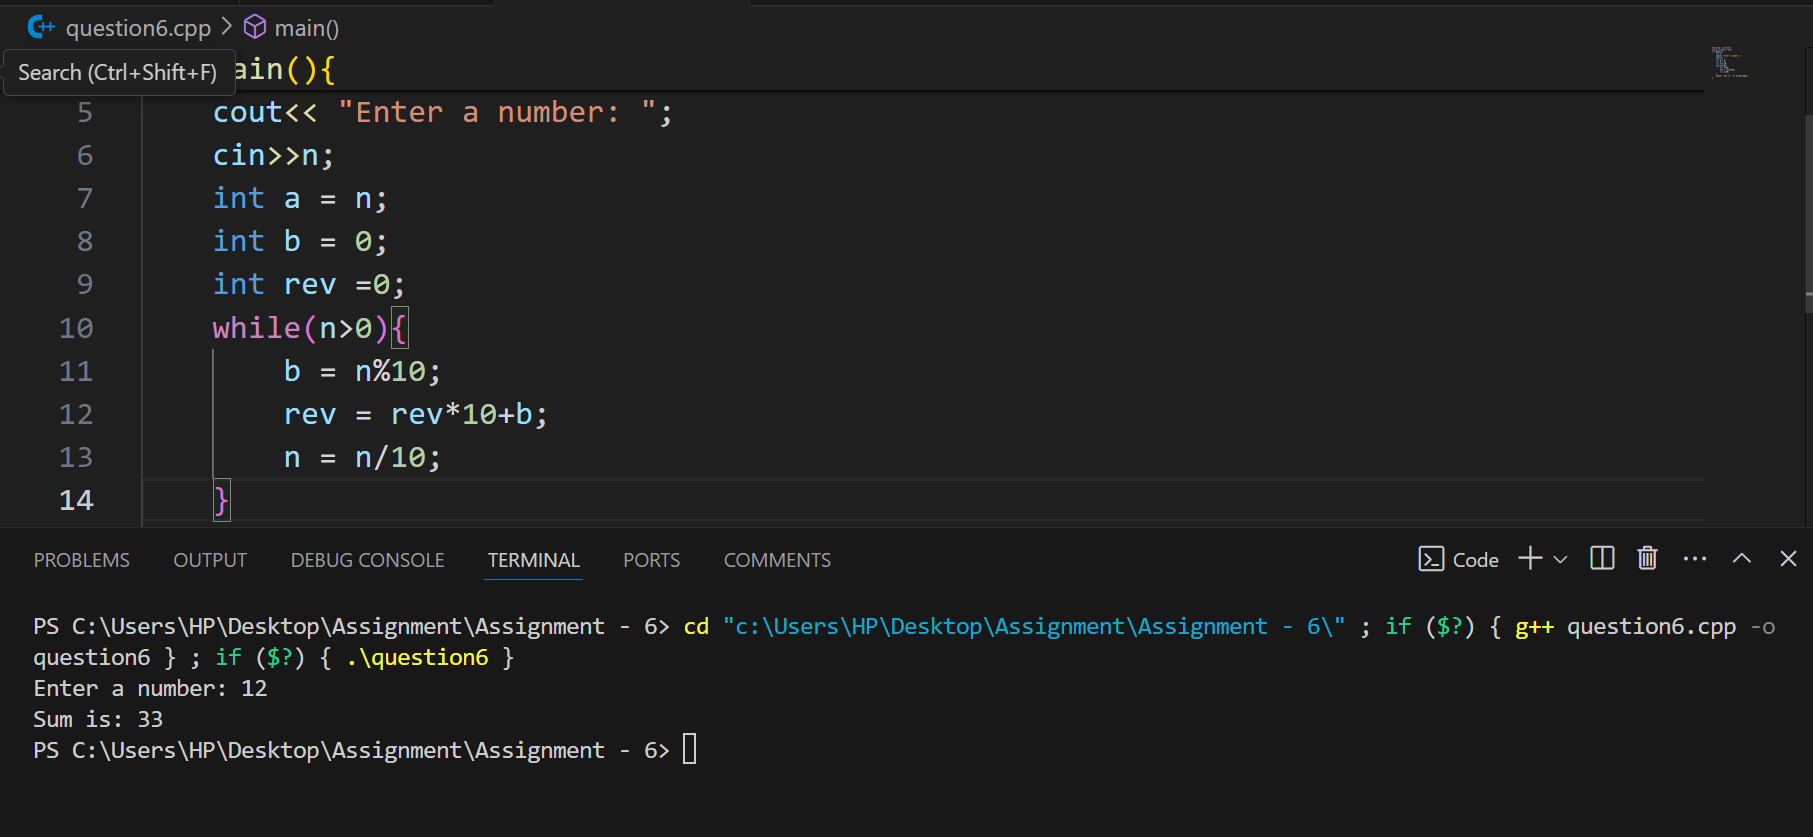 question6.cpp > main()
Search (Ctrl+Shift+F)
ain(){
5 cout<< "Enter a number: ";
6 cin>>n;
7 int a = n;
8 int b = 0;
9 int rev =0;
10 while(n>0){
11 b = n%10;
12 rev = rev*10+b;
13 n = n/10;
14 }
PROBLEMS OUTPUT DEBUG CONSOLE TERMINAL PORTS COMMENTS Code
PS C:\Users\HP\Desktop\Assignment\Assignment - 6> cd "c:\Users\HP\Desktop\Assignment\Assignment - 6\" ; if ($?) { g++ question6.cpp -o
question6 } ; if ($?) { .\question6 }
Enter a number: 12
Sum is: 33
PS C:\Users\HP\Desktop\Assignment\Assignment - 6>